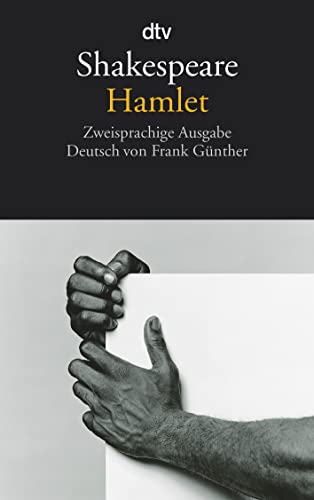 dtv
Shakespeare
Hamlet
Zweisprachige Ausgabe
Deutsch von Frank Günther